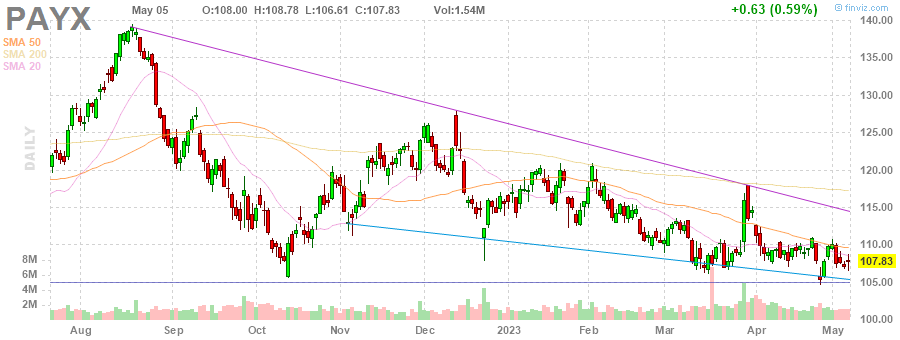 PAYX
May 05 O:108.00 H:108.78 L:106.61 C:107.83 Vol:1.54M
+0.63 (0.59%)
© finviz.com
SMA 50
SMA 200
SMA 20
DAILY
140.00
135.00
130.00
125.00
120.00
115.00
110.00
107.83
105.00
100.00
8M
6M
4M
2M
Aug Sep Oct Nov Dec 2023 Feb Mar Apr May